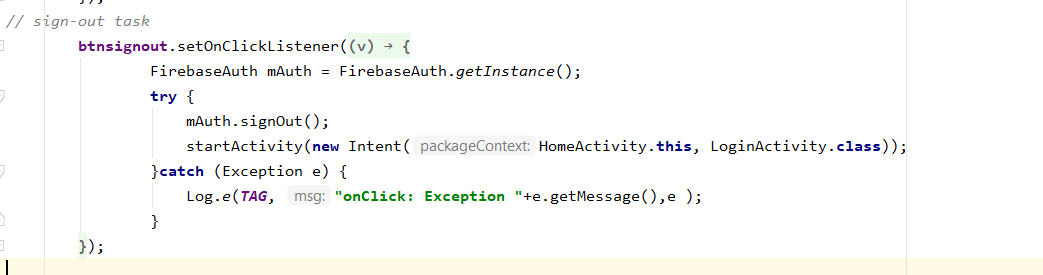 });
// sign-out task
btnsignout.setOnClickListener((v) → {
FirebaseAuth mAuth = FirebaseAuth.getInstance();
try {
mAuth.signOut();
startActivity(new Intent( packageContext: HomeActivity.this, LoginActivity.class));
}catch (Exception e) {
Log.e(TAG, msg: "onClick: Exception "+e.getMessage(),e );
}
});